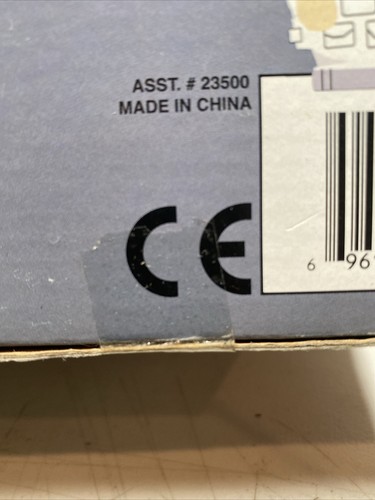 ASST. # 23500
MADE IN CHINA
CE
6 96